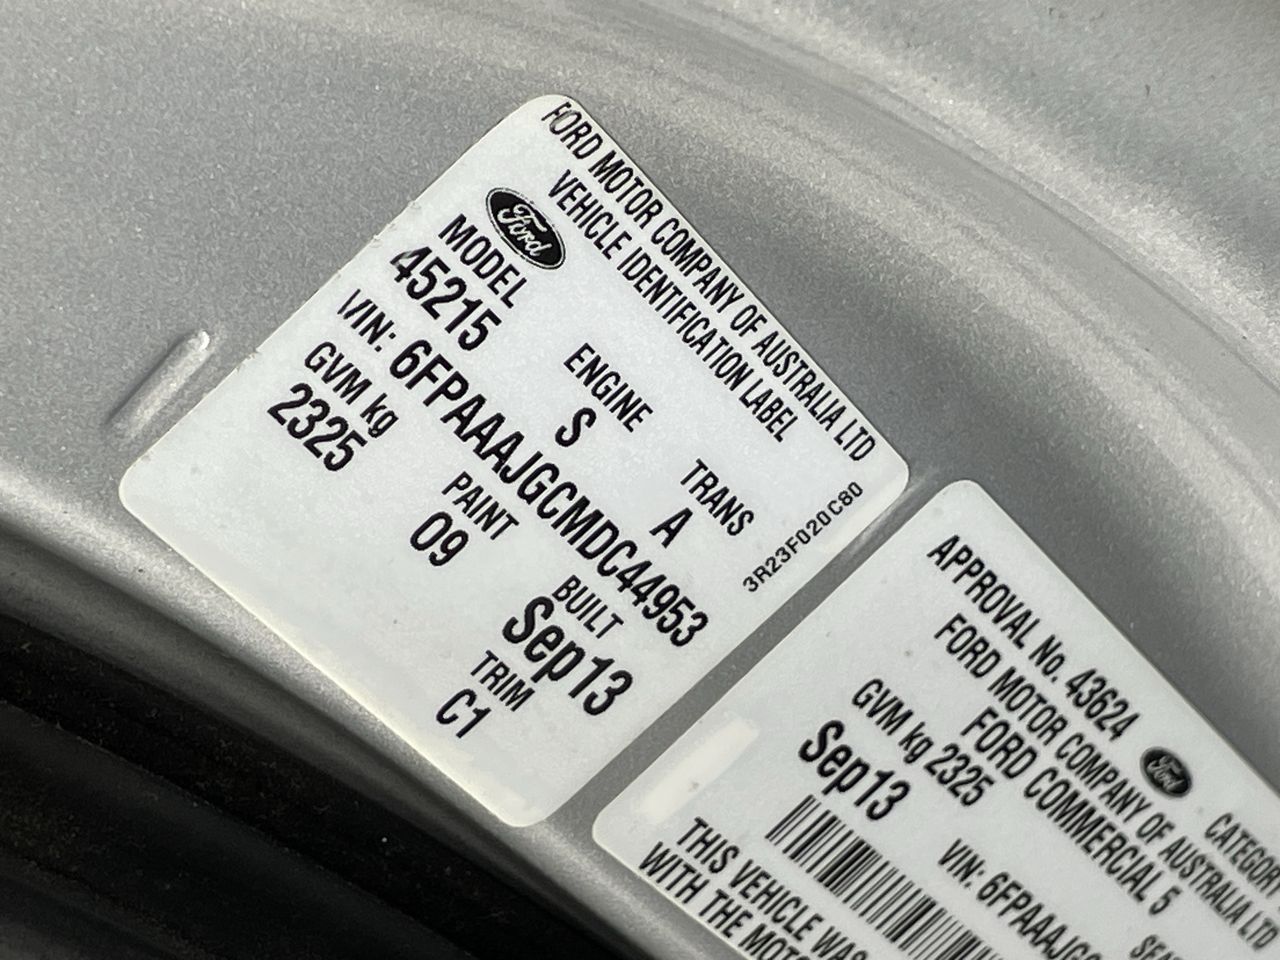 FORD MOTOR COMPANY OF AUSTRALIA LTD
VEHICLE IDENTIFICATION LABEL
Ford
MODEL ENGINE TRANS
45215 S A
VIN: 6FPAAAJGCMDC44953
GVM kg PAINT BUILT TRIM
2325 09 Sep13 C1
3R23F020C80
APPROVAL No. 43624
Ford
CATEGORY
FORD MOTOR COMPANY OF AUSTRALIA LTD
FORD COMMERCIAL 5
GVM kg 2325
Sep13
VIN: 6FPAAAJGC
THIS VEHICLE WAS
WITH THE MOTO